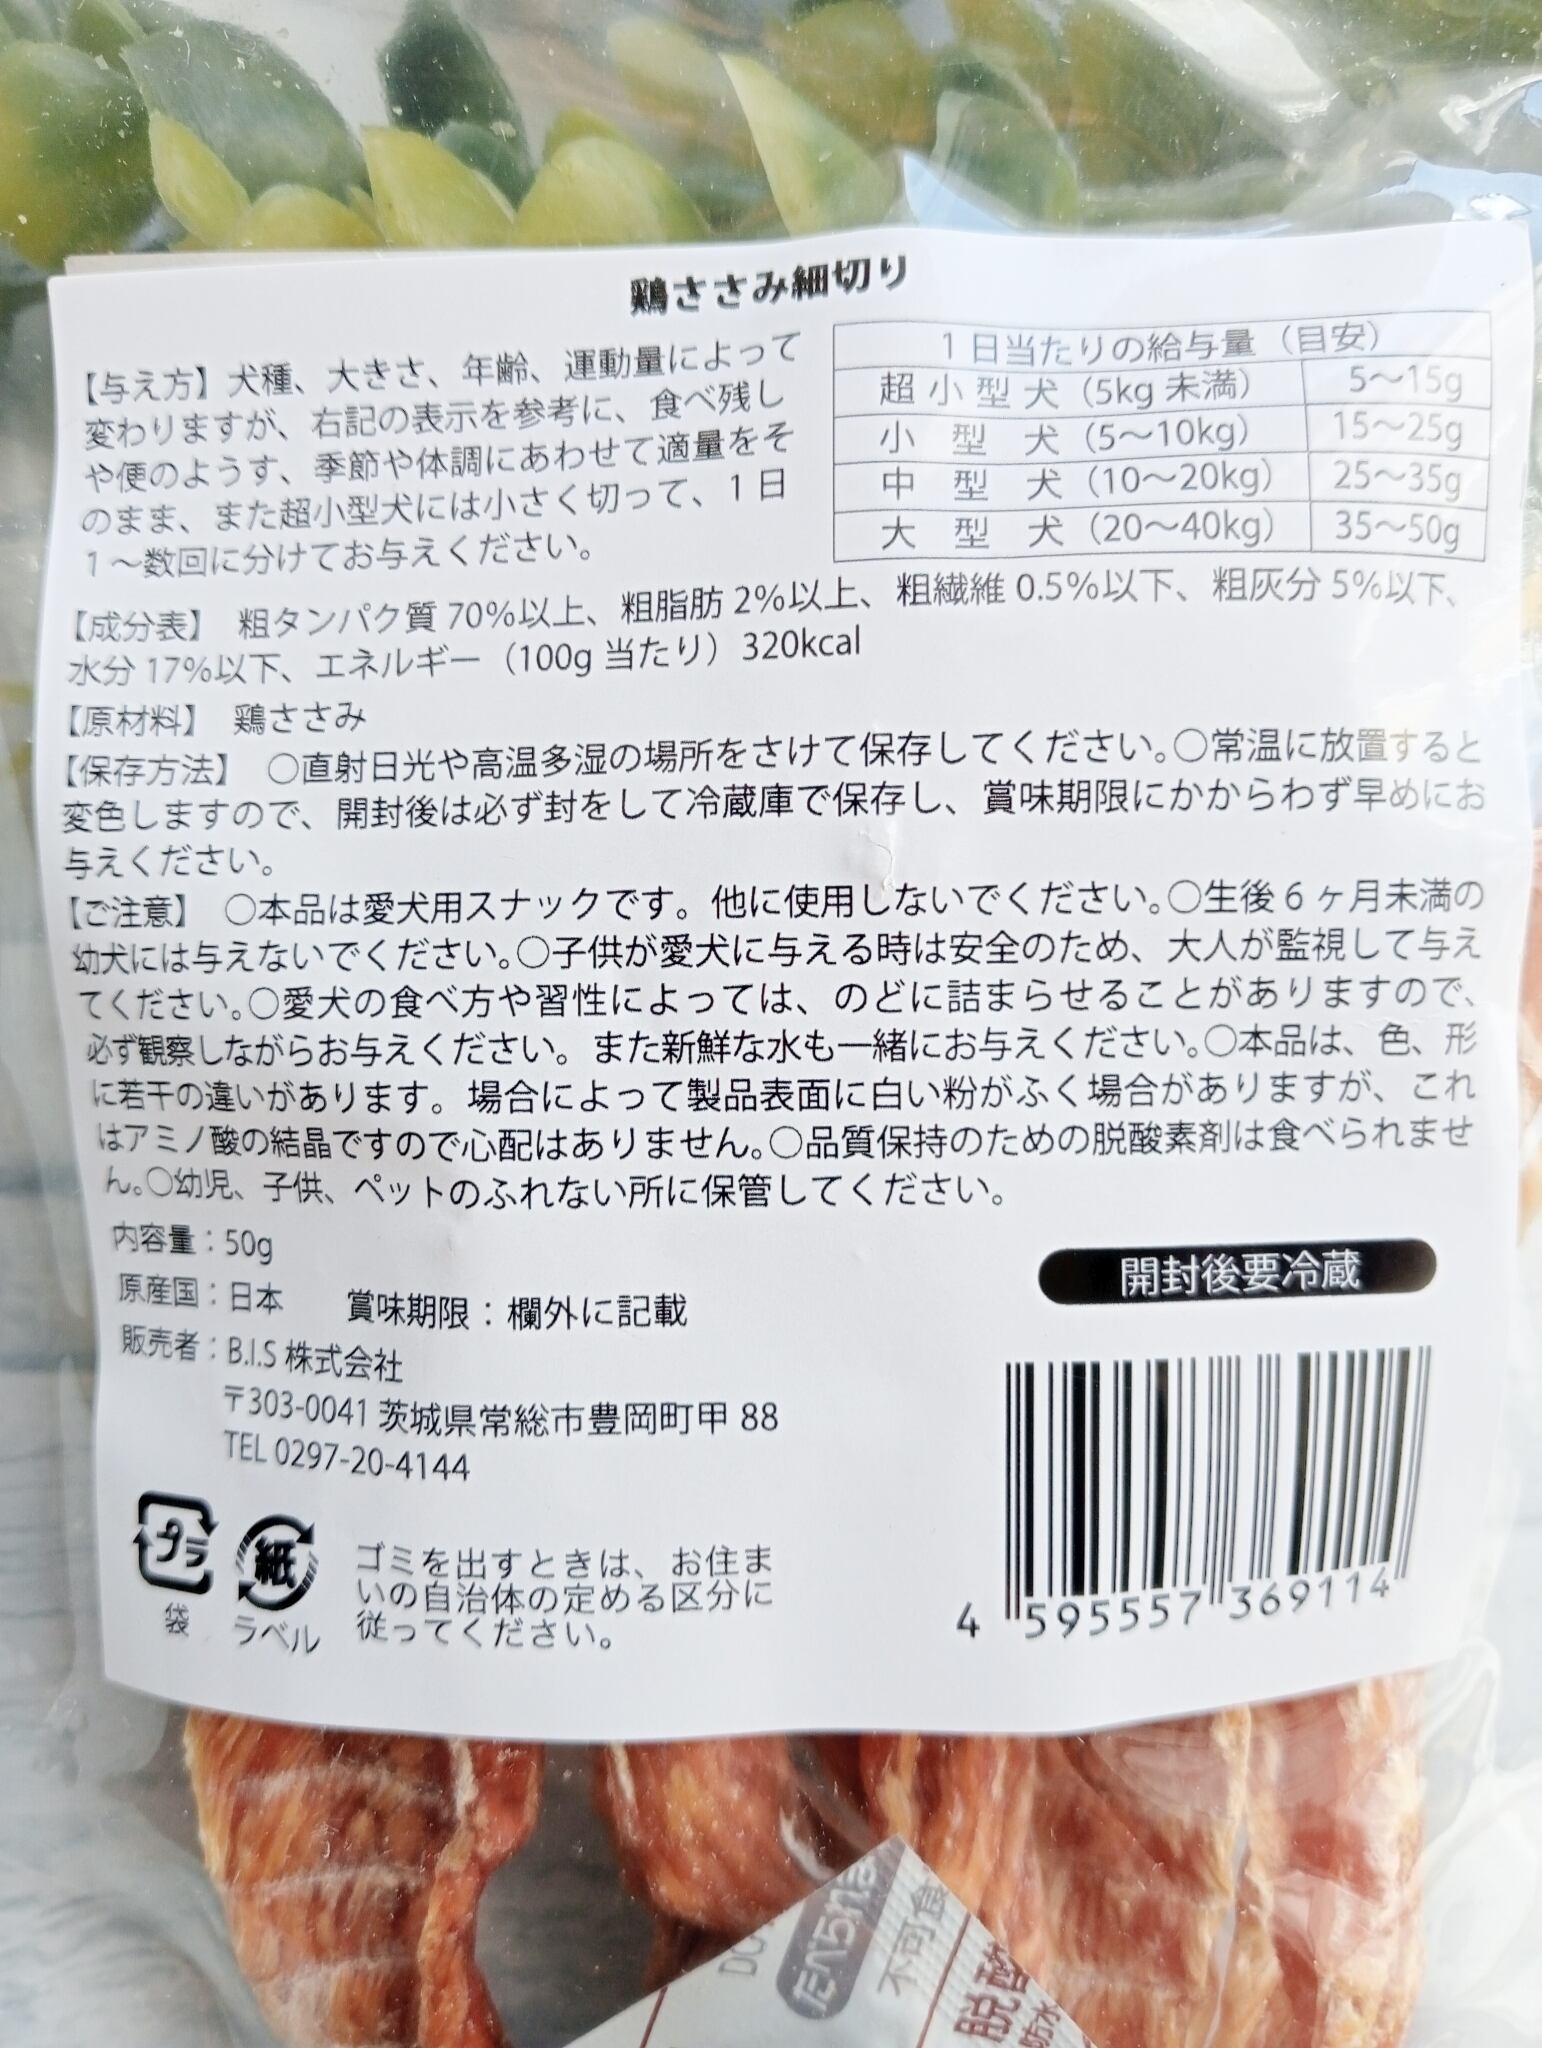 鶏ささみ細切り
【与え方】犬種、大きさ、年齢、運動量によって
変わりますが、右記の表示を参考に、食べ残し
や便のようす、季節や体調にあわせて適量をそ
のまま、また超小型犬には小さく切って、1日
1～数回に分けてお与えください。
1日当たりの給与量（目安）
超小型犬（5kg 未満） 5～15g
小型犬（5～10kg） 15～25g
中型犬（10～20kg） 25～35g
大型犬（20～40kg） 35～50g
【成分表】 粗タンパク質 70%以上、粗脂肪 2%以上、粗繊維 0.5%以下、粗灰分 5%以下、
水分 17%以下、エネルギー（100g 当たり）320kcal
【原材料】 鶏ささみ
【保存方法】 ○直射日光や高温多湿の場所をさけて保存してください。○常温に放置すると
変色しますので、開封後は必ず封をして冷蔵庫で保存し、賞味期限にかからわず早めにお
与えください。
【ご注意】 ○本品は愛犬用スナックです。他に使用しないでください。○生後6ヶ月未満の
幼犬には与えないでください。○子供が愛犬に与える時は安全のため、大人が監視して与え
てください。○愛犬の食べ方や習性によっては、のどに詰まらせることがありますので、
必ず観察しながらお与えください。また新鮮な水も一緒にお与えください。○本品は、色、形
に若干の違いがあります。場合によって製品表面に白い粉がふく場合がありますが、これ
はアミノ酸の結晶ですので心配はありません。○品質保持のための脱酸素剤は食べられませ
ん。○幼児、子供、ペットのふれない所に保管してください。
内容量：50g
原産国：日本 賞味期限：欄外に記載
販売者：B.I.S 株式会社
〒303-0041 茨城県常総市豊岡町甲 88
TEL 0297-20-4144
開封後要冷蔵
4 595557 369114
プラ
袋
紙
ラベル
ゴミを出すときは、お住ま
いの自治体の定める区分に
従ってください。
不可食
脱酸
防水